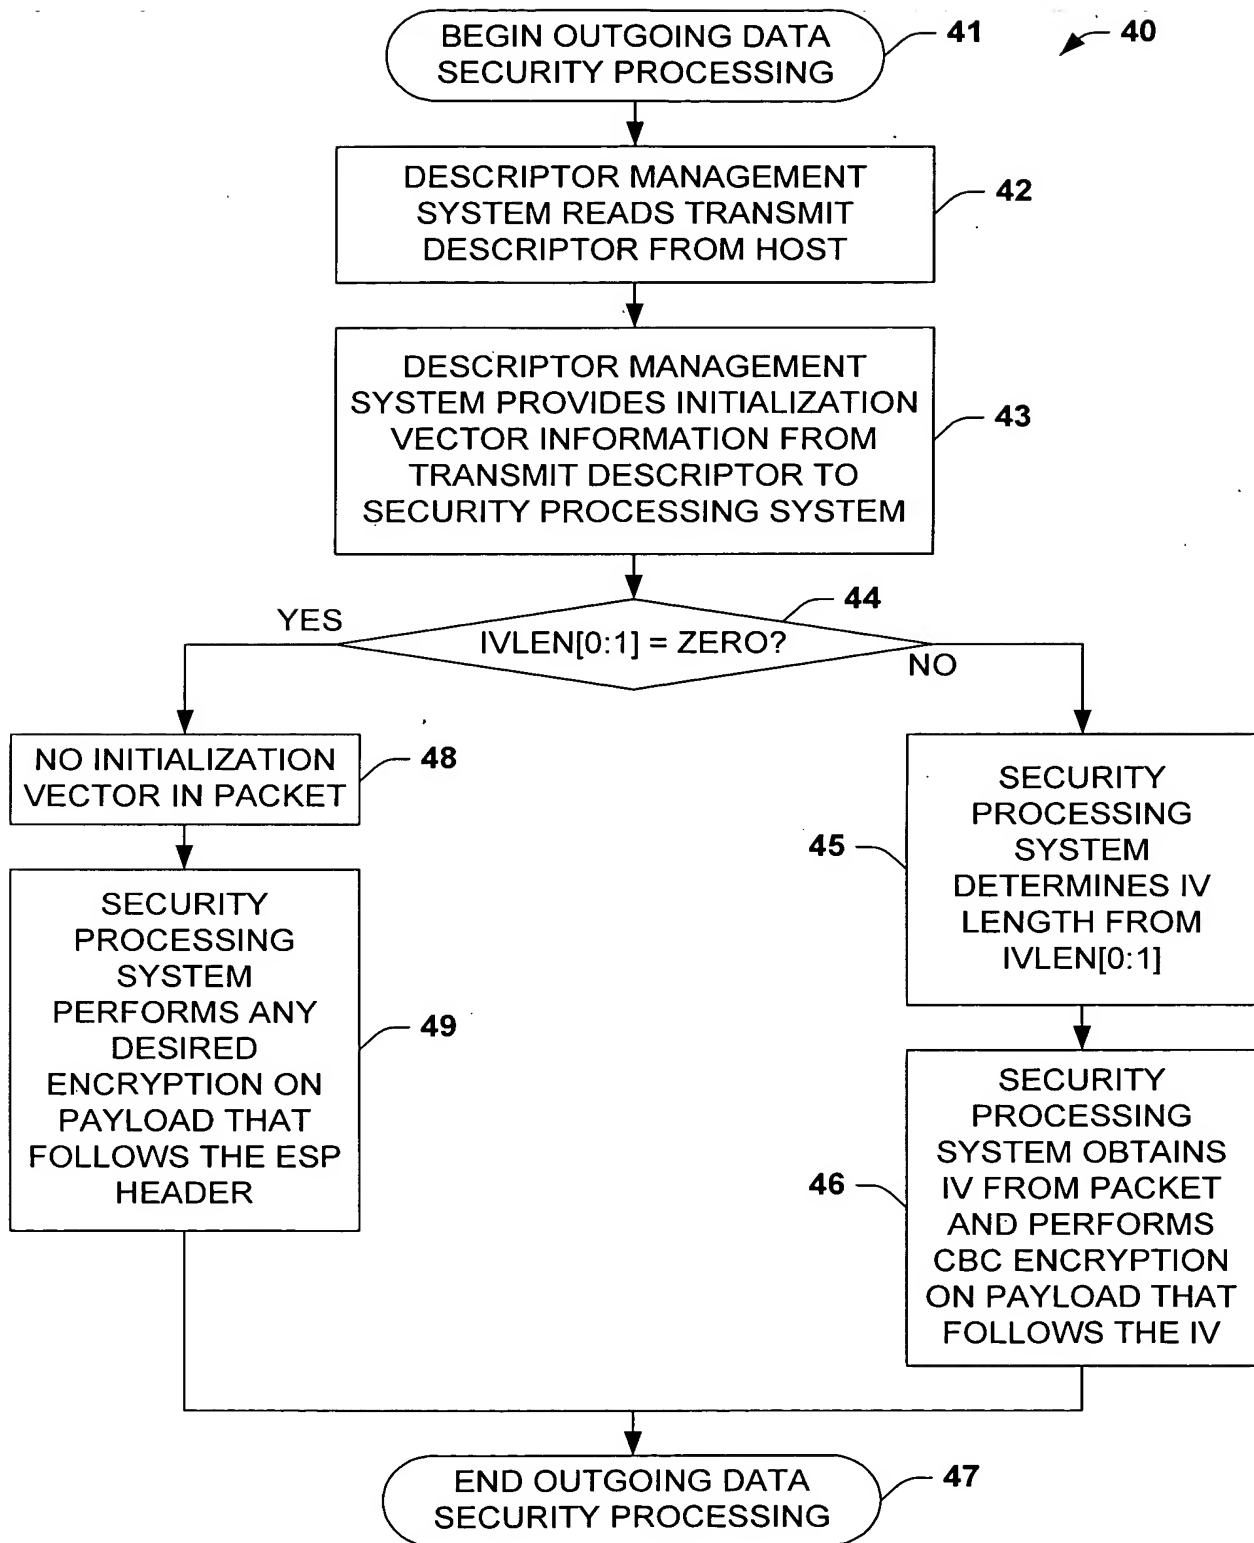 BEGIN OUTGOING DATA
SECURITY PROCESSING
41
40
DESCRIPTOR MANAGEMENT
SYSTEM READS TRANSMIT
DESCRIPTOR FROM HOST
42
DESCRIPTOR MANAGEMENT
SYSTEM PROVIDES INITIALIZATION
VECTOR INFORMATION FROM
TRANSMIT DESCRIPTOR TO
SECURITY PROCESSING SYSTEM
43
44
YES
IVLEN[0:1] = ZERO?
NO
NO INITIALIZATION
VECTOR IN PACKET
48
SECURITY
PROCESSING
SYSTEM
PERFORMS ANY
DESIRED
ENCRYPTION ON
PAYLOAD THAT
FOLLOWS THE ESP
HEADER
49
45
SECURITY
PROCESSING
SYSTEM
DETERMINES IV
LENGTH FROM
IVLEN[0:1]
46
SECURITY
PROCESSING
SYSTEM OBTAINS
IV FROM PACKET
AND PERFORMS
CBC ENCRYPTION
ON PAYLOAD THAT
FOLLOWS THE IV
END OUTGOING DATA
SECURITY PROCESSING
47